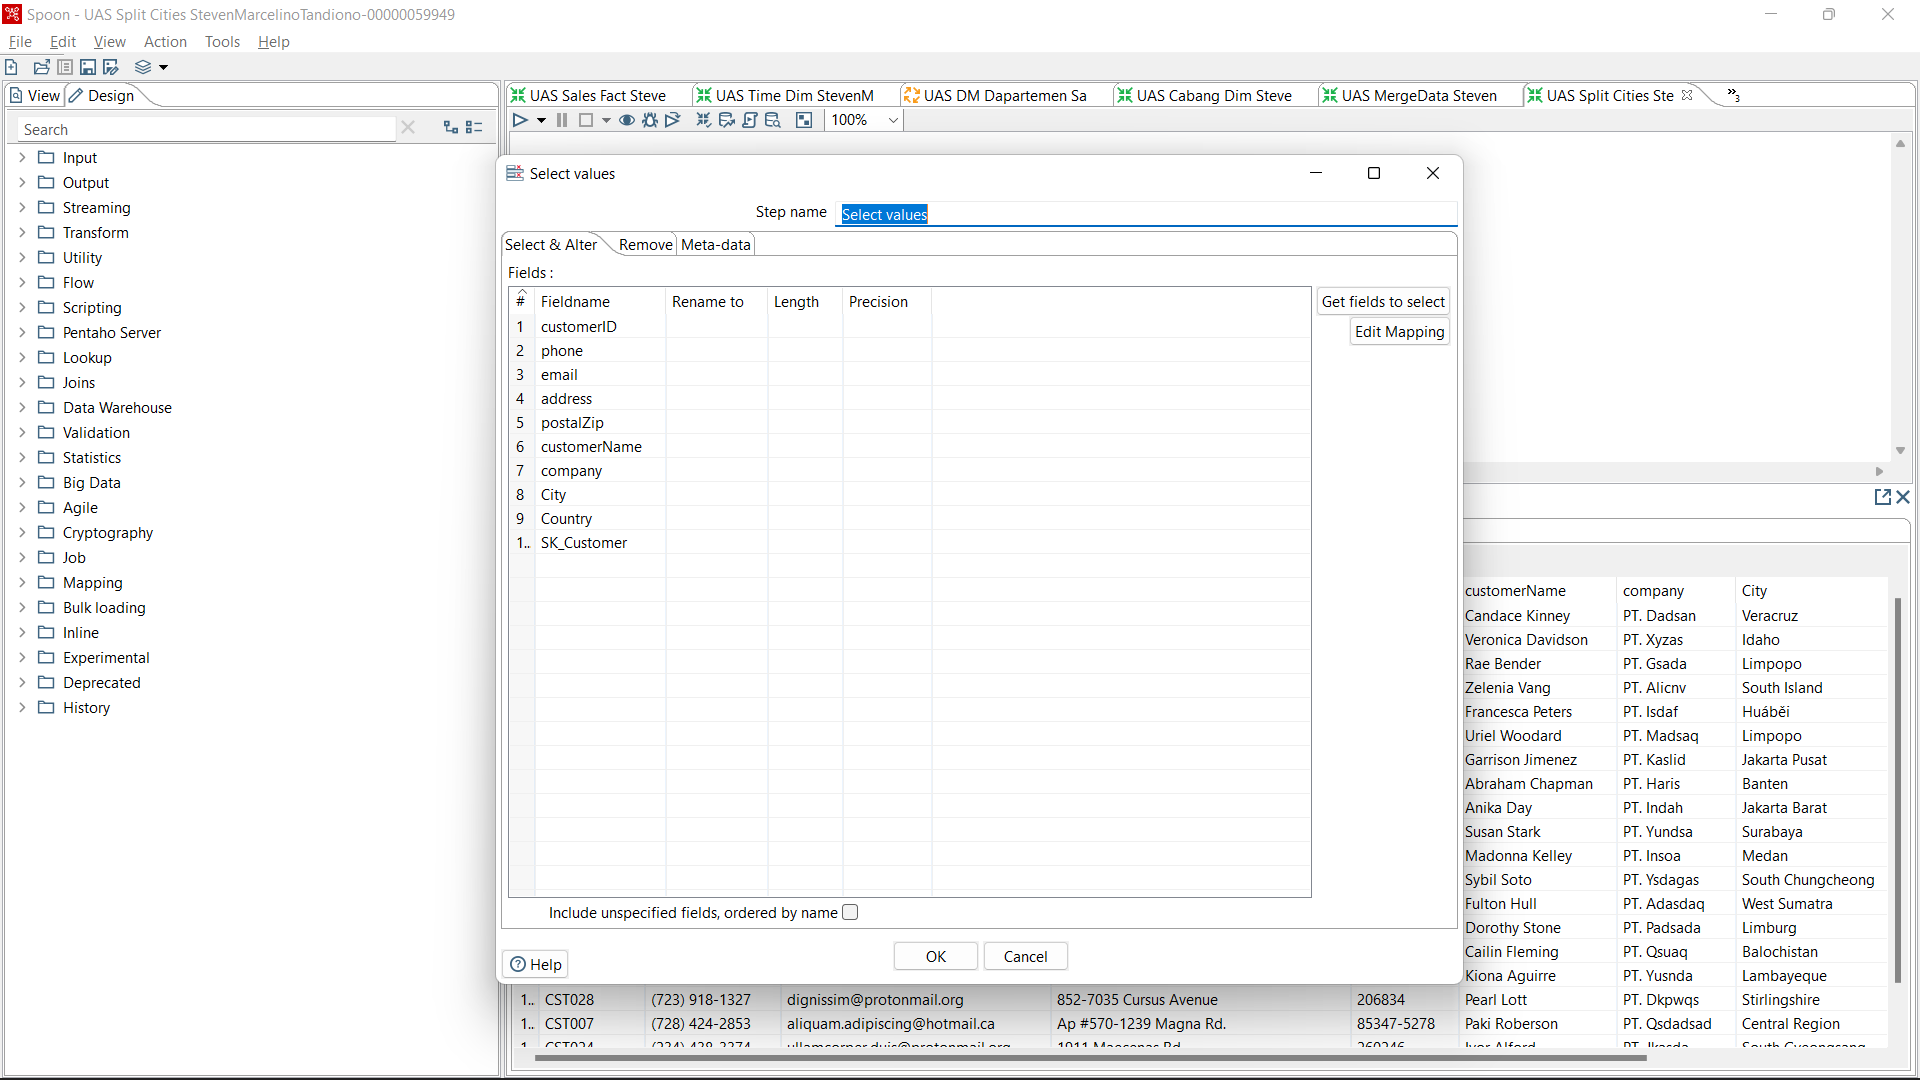 Spoon - UAS Split Cities StevenMarcelinoTandiono-00000059949
File Edit View Action Tools Help
View Design
UAS Sales Fact Steve UAS Time Dim StevenM UAS DM Dapartemen Sa UAS Cabang Dim Steve UAS MergeData Steven UAS Split Cities Ste »3
Search
100%
Input
Output
Streaming
Transform
Utility
Flow
Scripting
Pentaho Server
Lookup
Joins
Data Warehouse
Validation
Statistics
Big Data
Agile
Cryptography
Job
Mapping
Bulk loading
Inline
Experimental
Deprecated
History
Select values
Step name Select values
Select & Alter Remove Meta-data
Fields :
# Fieldname Rename to Length Precision
1 customerID
2 phone
3 email
4 address
5 postalZip
6 customerName
7 company
8 City
9 Country
1.. SK_Customer
Get fields to select
Edit Mapping
Include unspecified fields, ordered by name
Help
OK
Cancel
customerName company City
Candace Kinney PT. Dadsan Veracruz
Veronica Davidson PT. Xyzas Idaho
Rae Bender PT. Gsada Limpopo
Zelenia Vang PT. Alicnv South Island
Francesca Peters PT. Isdaf Huáběi
Uriel Woodard PT. Madsaq Limpopo
Garrison Jimenez PT. Kaslid Jakarta Pusat
Abraham Chapman PT. Haris Banten
Anika Day PT. Indah Jakarta Barat
Susan Stark PT. Yundsa Surabaya
Madonna Kelley PT. Insoa Medan
Sybil Soto PT. Ysdagas South Chungcheong
Fulton Hull PT. Adasdaq West Sumatra
Dorothy Stone PT. Padsada Limburg
Cailin Fleming PT. Qsuaq Balochistan
Kiona Aguirre PT. Yusnda Lambayeque
1.. CST028 (723) 918-1327 dignissim@protonmail.org 852-7035 Cursus Avenue 206834 Pearl Lott PT. Dkpwqs Stirlingshire
1.. CST007 (728) 424-2853 aliquam.adipiscing@hotmail.ca Ap #570-1239 Magna Rd. 85347-5278 Paki Roberson PT. Qsdadsad Central Region